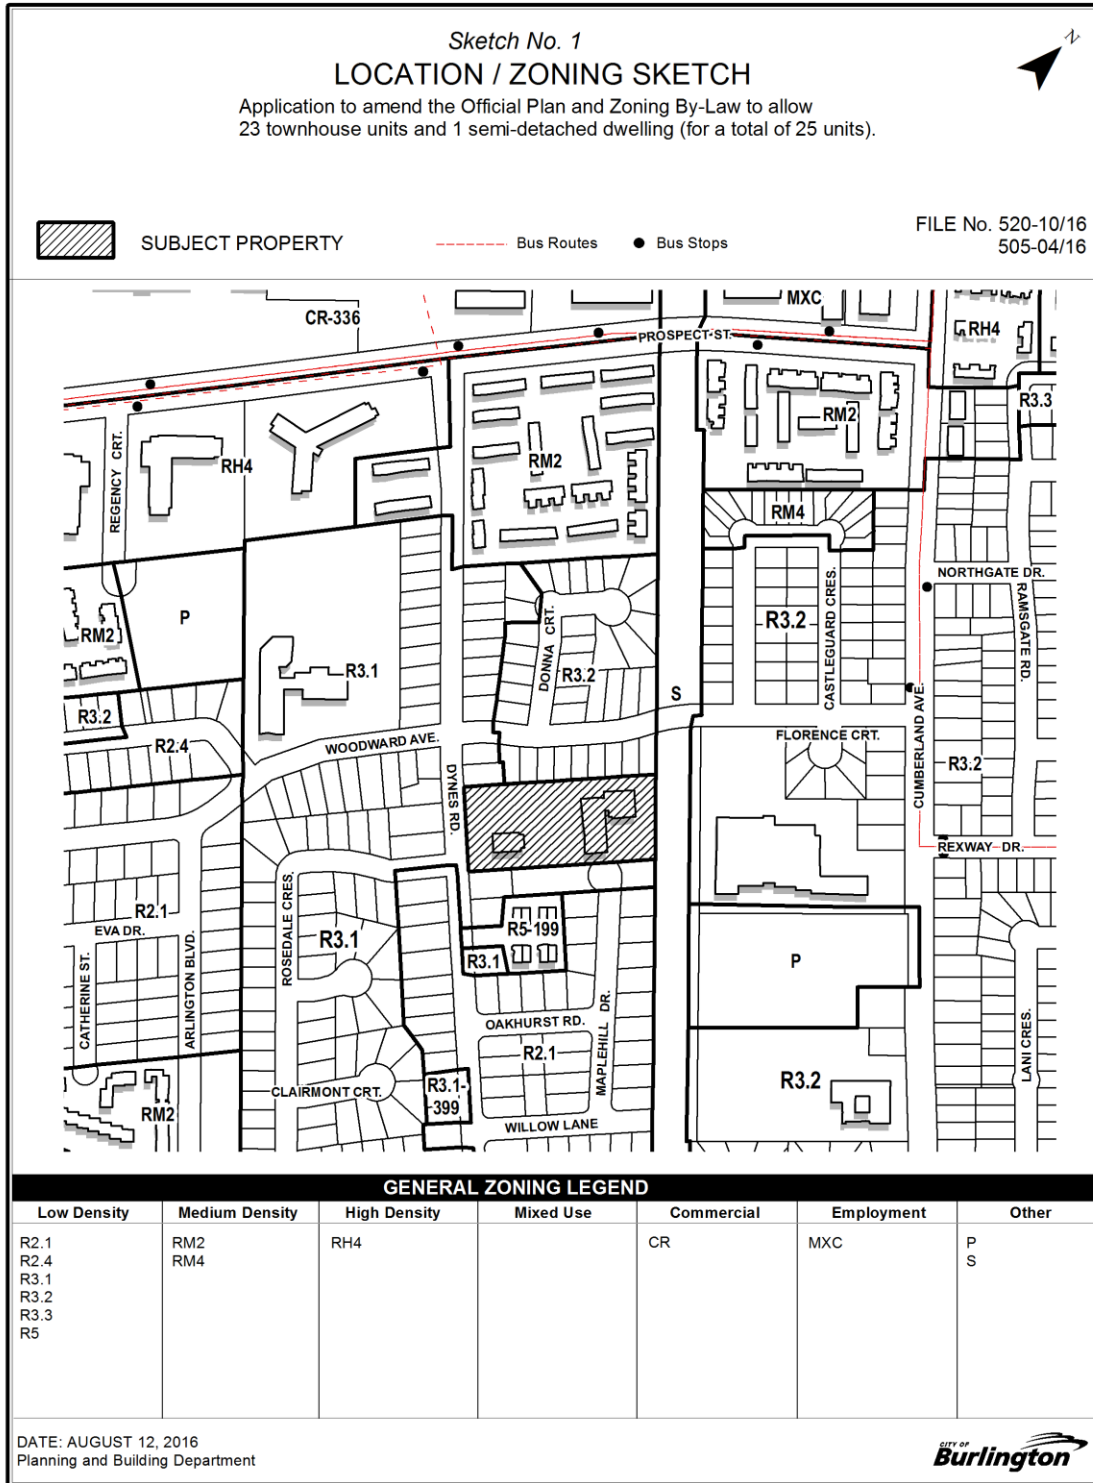 Sketch No. 1
N
LOCATION / ZONING SKETCH
Application to amend the Official Plan and Zoning By-Law to allow
23 townhouse units and 1 semi-detached dwelling (for a total of 25 units).
SUBJECT PROPERTY
Bus Routes
Bus Stops
FILE No. 520-10/16
505-04/16
CR-336
MXC
PROSPECT ST.
RH4
R3.3
RM2
REGENCY CRT.
RH4
RM2
RM4
NORTHGATE DR.
RAMSGATE RD.
P
RM2
R3.2
CASTLEGUARD CRES.
DONNA CRT.
R3.1
R3.2
S
R3.2
R2.4
WOODWARD AVE.
FLORENCE CRT.
CUMBERLAND AVE.
R3.2
DYNES RD.
REXWAY DR.
ROSEDALE CRES.
R2.1
EVA DR.
R3.1
R5-199
R3.1
P
CATHERINE ST.
ARLINGTON BLVD.
OAKHURST RD.
MAPLEHILL DR.
R2.1
LANI CRES.
CLAIRMONT CRT.
R3.1-
399
R3.2
RM2
WILLOW LANE
GENERAL ZONING LEGEND
Low Density
Medium Density
High Density
Mixed Use
Commercial
Employment
Other
R2.1
R2.4
R3.1
R3.2
R3.3
R5
RM2
RM4
RH4
CR
MXC
P
S
DATE: AUGUST 12, 2016
Planning and Building Department
CITY OF
Burlington